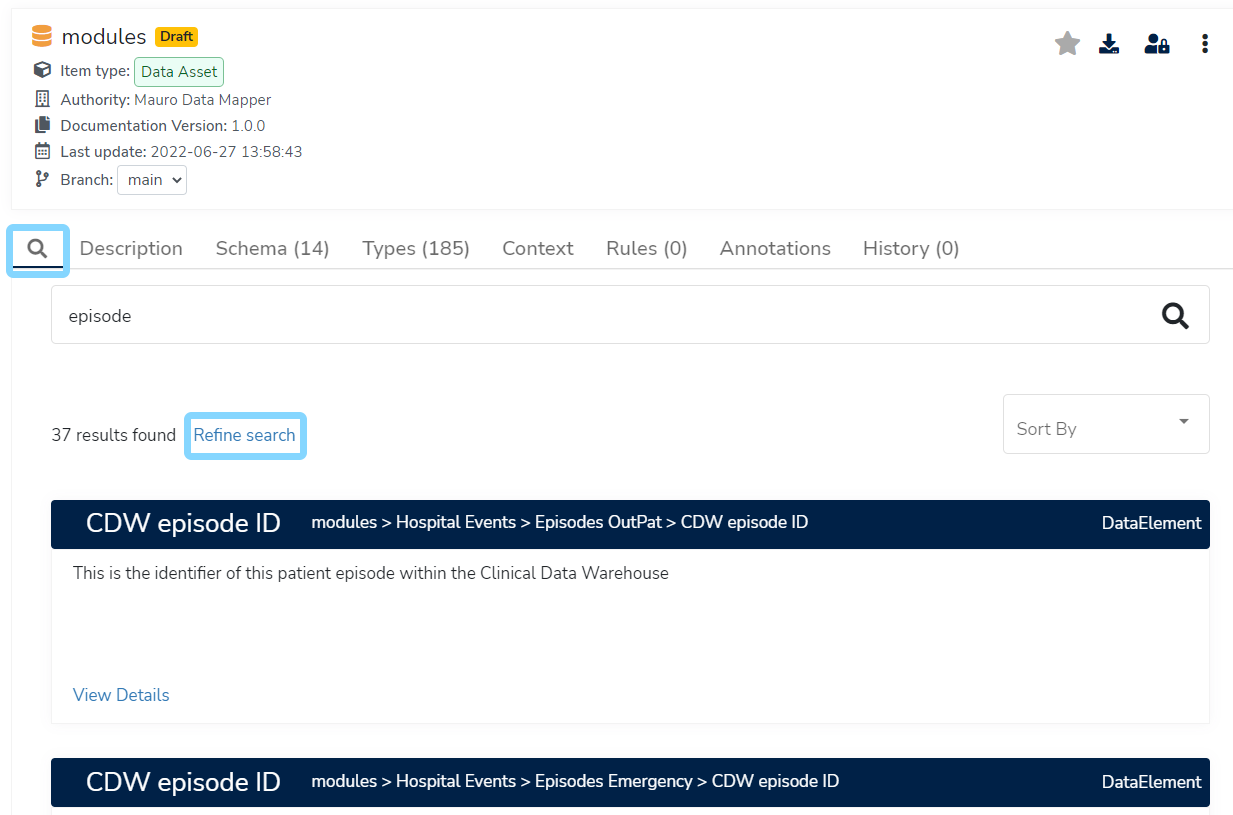 modules Draft
Item type: Data Asset
Authority: Mauro Data Mapper
Documentation Version: 1.0.0
Last update: 2022-06-27 13:58:43
Branch: main
Description Schema (14) Types (185) Context Rules (0) Annotations History (0)
episode
37 results found Refine search
Sort By
CDW episode ID modules > Hospital Events > Episodes OutPat > CDW episode ID DataElement
This is the identifier of this patient episode within the Clinical Data Warehouse
View Details
CDW episode ID modules > Hospital Events > Episodes Emergency > CDW episode ID DataElement